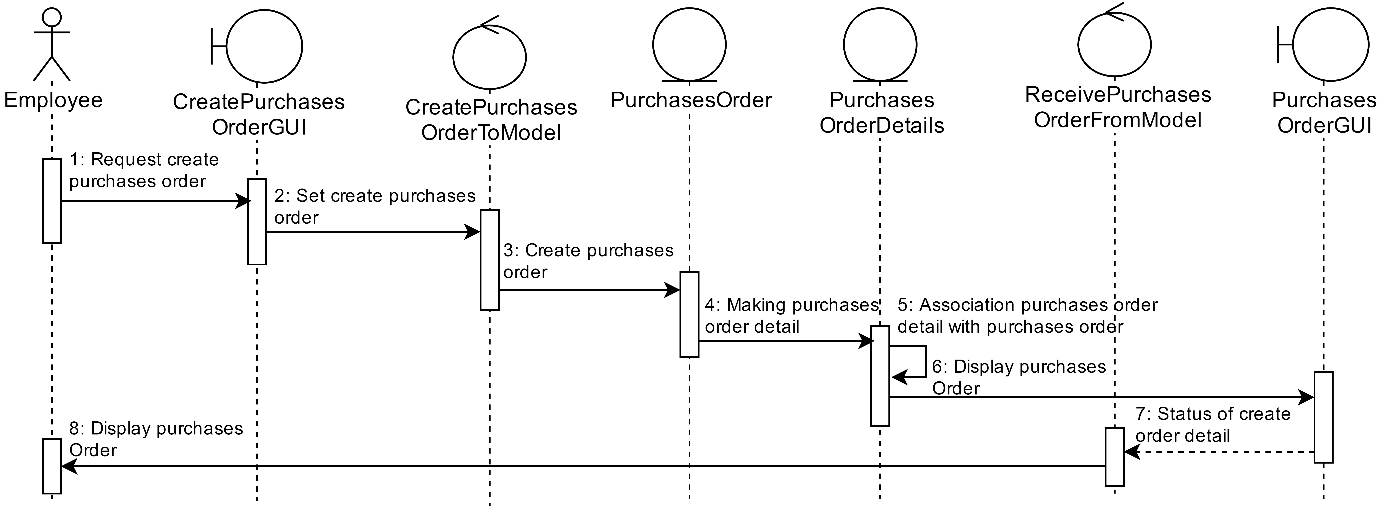 Employee
CreatePurchases
OrderGUI
CreatePurchases
OrderToModel
PurchasesOrder
Purchases
OrderDetails
ReceivePurchases
OrderFromModel
Purchases
OrderGUI
1: Request create
purchases order
2: Set create purchases
order
3: Create purchases
order
4: Making purchases
order detail
5: Association purchases order
detail with purchases order
6: Display purchases
Order
7: Status of create
order detail
8: Display purchases
Order